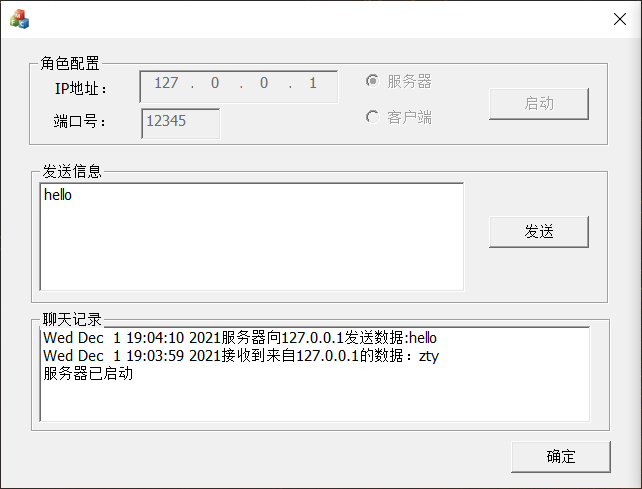 角色配置
IP地址： 127 . 0 . 0 . 1 服务器
端口号： 12345 客户端
启动
发送信息
hello
发送
聊天记录
Wed Dec  1 19:04:10 2021服务器向127.0.0.1发送数据:hello
Wed Dec  1 19:03:59 2021接收到来自127.0.0.1的数据：zty
服务器已启动
确定